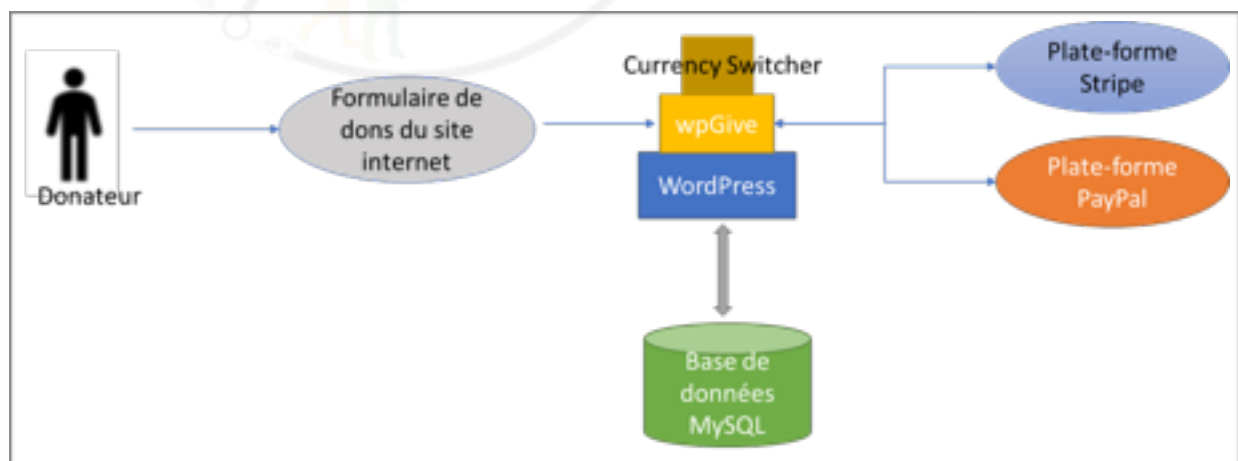 Donateur
Formulaire de
dons du site
internet
Currency Switcher
wpGive
WordPress
Plate-forme
Stripe
Plate-forme
PayPal
Base de
données
MySQL